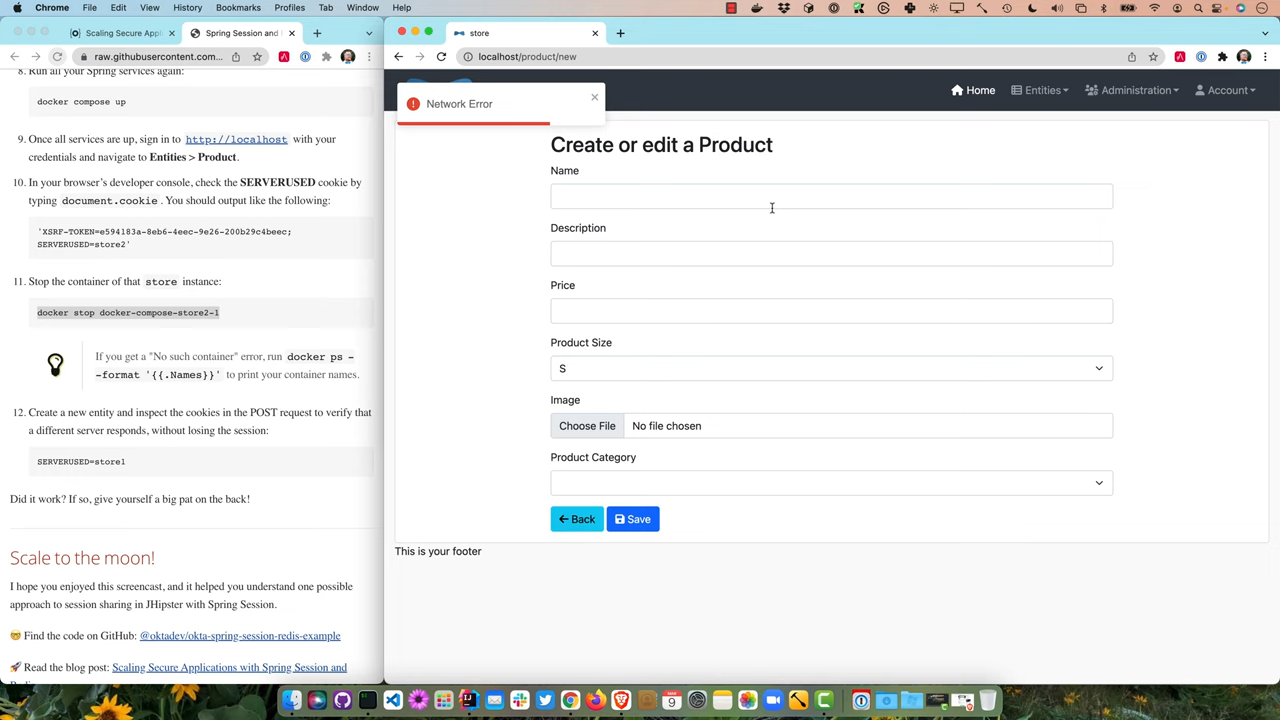 Chrome File Edit View History Bookmarks Profiles Tab Window Help
Scaling Secure Appl
Spring Session and
raw.githubusercontent.com...
8. Run all your Spring services again:
docker compose up
9. Once all services are up, sign in to http://localhost with your
credentials and navigate to Entities > Product.
10. In your browser's developer console, check the SERVERUSED cookie by
typing document.cookie. You should output like the following:
'XSRF-TOKEN=e594183a-8eb6-4eec-9e26-200b29c4beec;
SERVERUSED=store2'
11. Stop the container of that store instance:
docker stop docker-compose-store2-1
If you get a "No such container" error, run docker ps -
-format '{{.Names}}' to print your container names.
12. Create a new entity and inspect the cookies in the POST request to verify that
a different server responds, without losing the session:
SERVERUSED=store1
Did it work? If so, give yourself a big pat on the back!
Scale to the moon!
I hope you enjoyed this screencast, and it helped you understand one possible
approach to session sharing in JHipster with Spring Session.
🤓 Find the code on GitHub: @oktadev/okta-spring-session-redis-example
🚀 Read the blog post: Scaling Secure Applications with Spring Session and
store
localhost/product/new
Network Error
Home Entities Administration Account
Create or edit a Product
Name
Description
Price
Product Size
S
Image
Choose File No file chosen
Product Category
Back Save
This is your footer